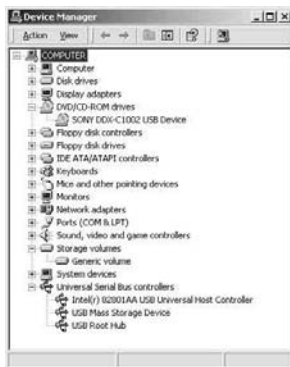 Device Manager
Action View
COMPUTER
Computer
Disk drives
Display adapters
DVD/CD-ROM drives
SONY DDX-C1002 USB Device
Floppy disk controllers
Floppy disk drives
IDE ATA/ATAPI controllers
Keyboards
Mice and other pointing devices
Monitors
Network adapters
Ports (COM & LPT)
Sound, video and game controllers
Storage volumes
Generic volume
System devices
Universal Serial Bus controllers
Intel(r) 82801AA USB Universal Host Controller
USB Mass Storage Device
USB Root Hub